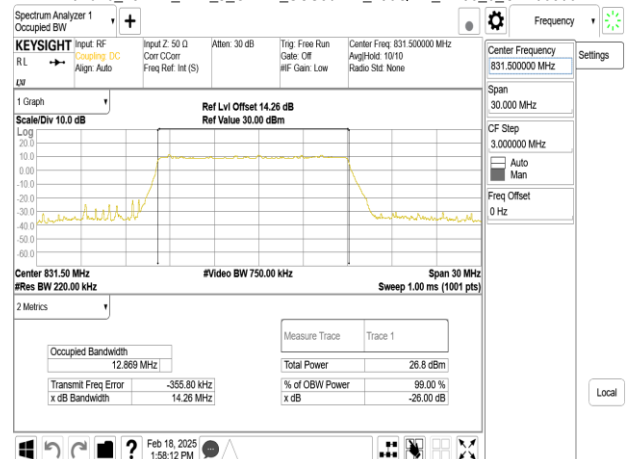 Spectrum Analyzer 1
Occupied BW
Frequency
KEYSIGHT
RL
Input: RF
Coupling: DC
Align: Auto
Input Z: 50 Ω
Corr CCorr
Freq Ref: Int (S)
Atten: 30 dB
Trig: Free Run
Gate: Off
#IF Gain: Low
Center Freq: 831.500000 MHz
Avg|Hold: 10/10
Radio Std: None
Center Frequency
831.500000 MHz
Settings
Span
30.000 MHz
CF Step
3.000000 MHz
Auto
Man
Freq Offset
0 Hz
1 Graph
Scale/Div 10.0 dB
Ref Lvl Offset 14.26 dB
Ref Value 30.00 dBm
Log
20.0
10.0
0.00
-10.0
-20.0
-30.0
-40.0
-50.0
-60.0
Center 831.50 MHz
#Res BW 220.00 kHz
#Video BW 750.00 kHz
Span 30 MHz
Sweep 1.00 ms (1001 pts)
2 Metrics
Measure Trace Trace 1
Occupied Bandwidth
12.869 MHz
Total Power 26.8 dBm
Transmit Freq Error -355.80 kHz
% of OBW Power 99.00 %
x dB Bandwidth 14.26 MHz
x dB -26.00 dB
Local
?
Feb 18, 2025
1:58:12 PM